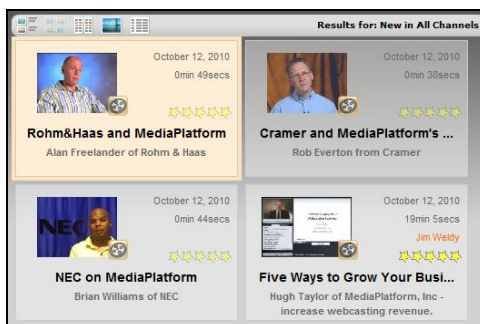 Results for: New in All Channels
October 12, 2010
0min 49secs
Rohm&Haas and MediaPlatform
Alan Freelander of Rohm & Haas
October 12, 2010
0min 38secs
Cramer and MediaPlatform's ...
Rob Everton from Cramer
NEC
October 12, 2010
0min 44secs
NEC on MediaPlatform
Brian Williams of NEC
October 12, 2010
19min 5secs
Jim Weldy
Five Ways to Grow Your Busi...
Hugh Taylor of MediaPlatform, Inc -
increase webcasting revenue.